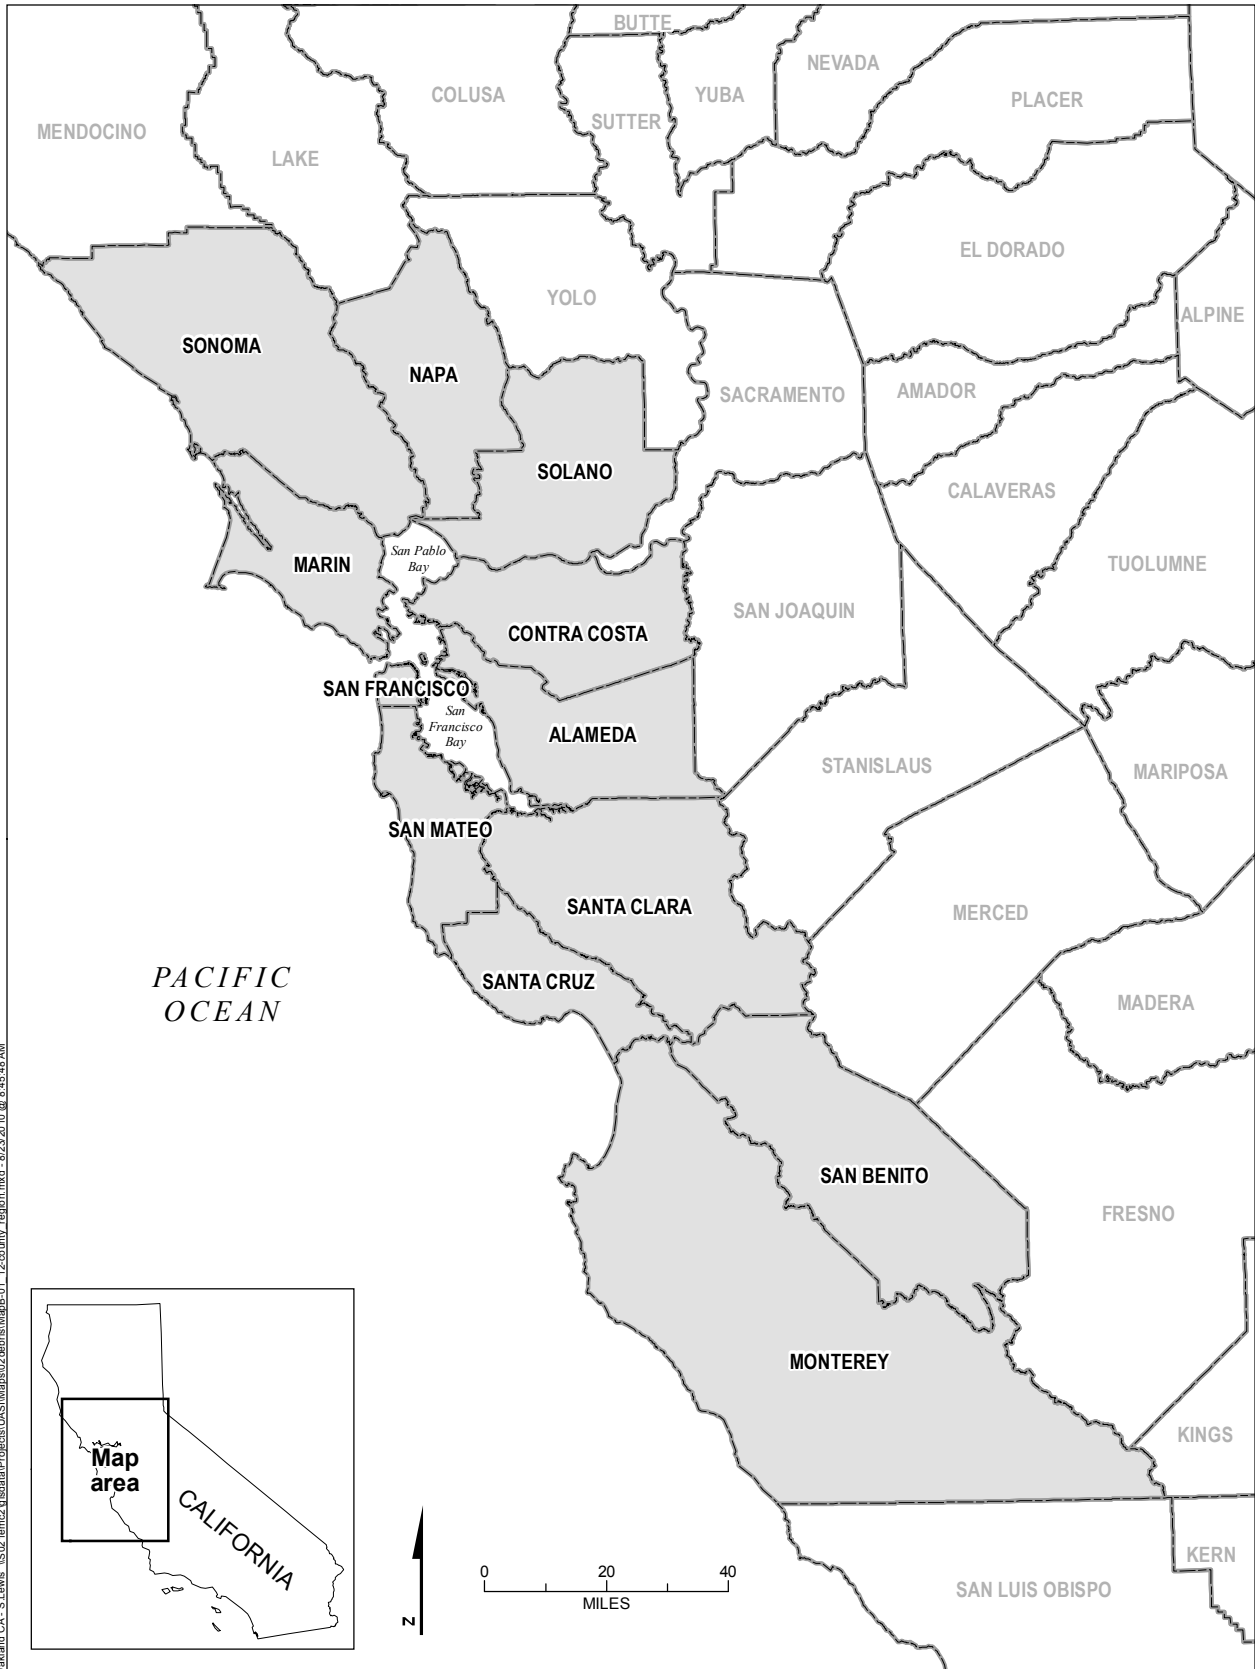 BUTTE
NEVADA
COLUSA
YUBA
PLACER
SUTTER
MENDOCINO
LAKE
EL DORADO
YOLO
ALPINE
SONOMA
NAPA
SACRAMENTO
AMADOR
SOLANO
CALAVERAS
San Pablo
Bay
MARIN
TUOLUMNE
SAN JOAQUIN
CONTRA COSTA
SAN FRANCISCO
San
Francisco
Bay
ALAMEDA
STANISLAUS
MARIPOSA
SAN MATEO
SANTA CLARA
MERCED
PACIFIC
OCEAN
SANTA CRUZ
MADERA
SAN BENITO
FRESNO
MONTEREY
KINGS
Map
area
CALIFORNIA
KERN
SAN LUIS OBISPO
0 20 40
MILES
N